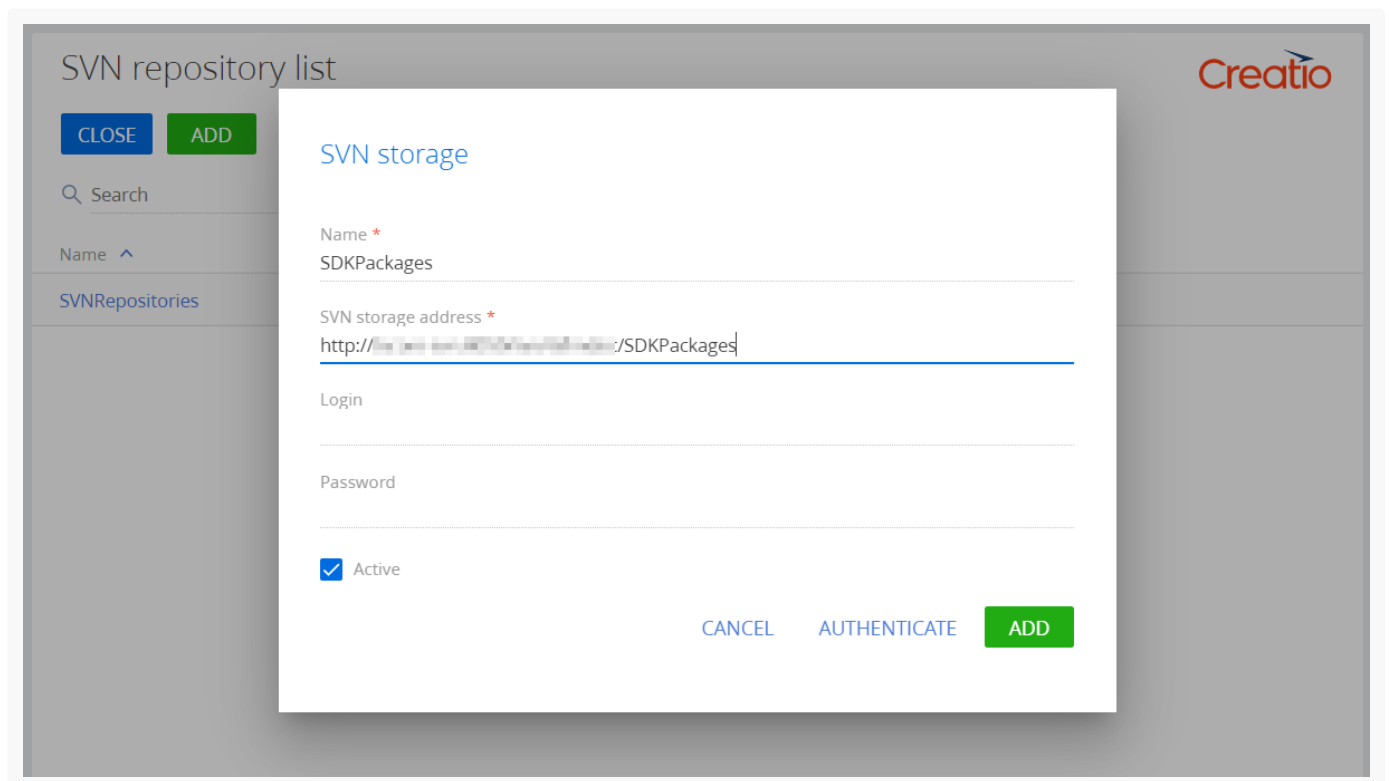 SVN repository list
Creatio
CLOSE
ADD
Search
Name
SVNRepositories
SVN storage
Name *
SDKPackages
SVN storage address *
http:// /SDKPackages
Login
Password
Active
CANCEL
AUTHENTICATE
ADD